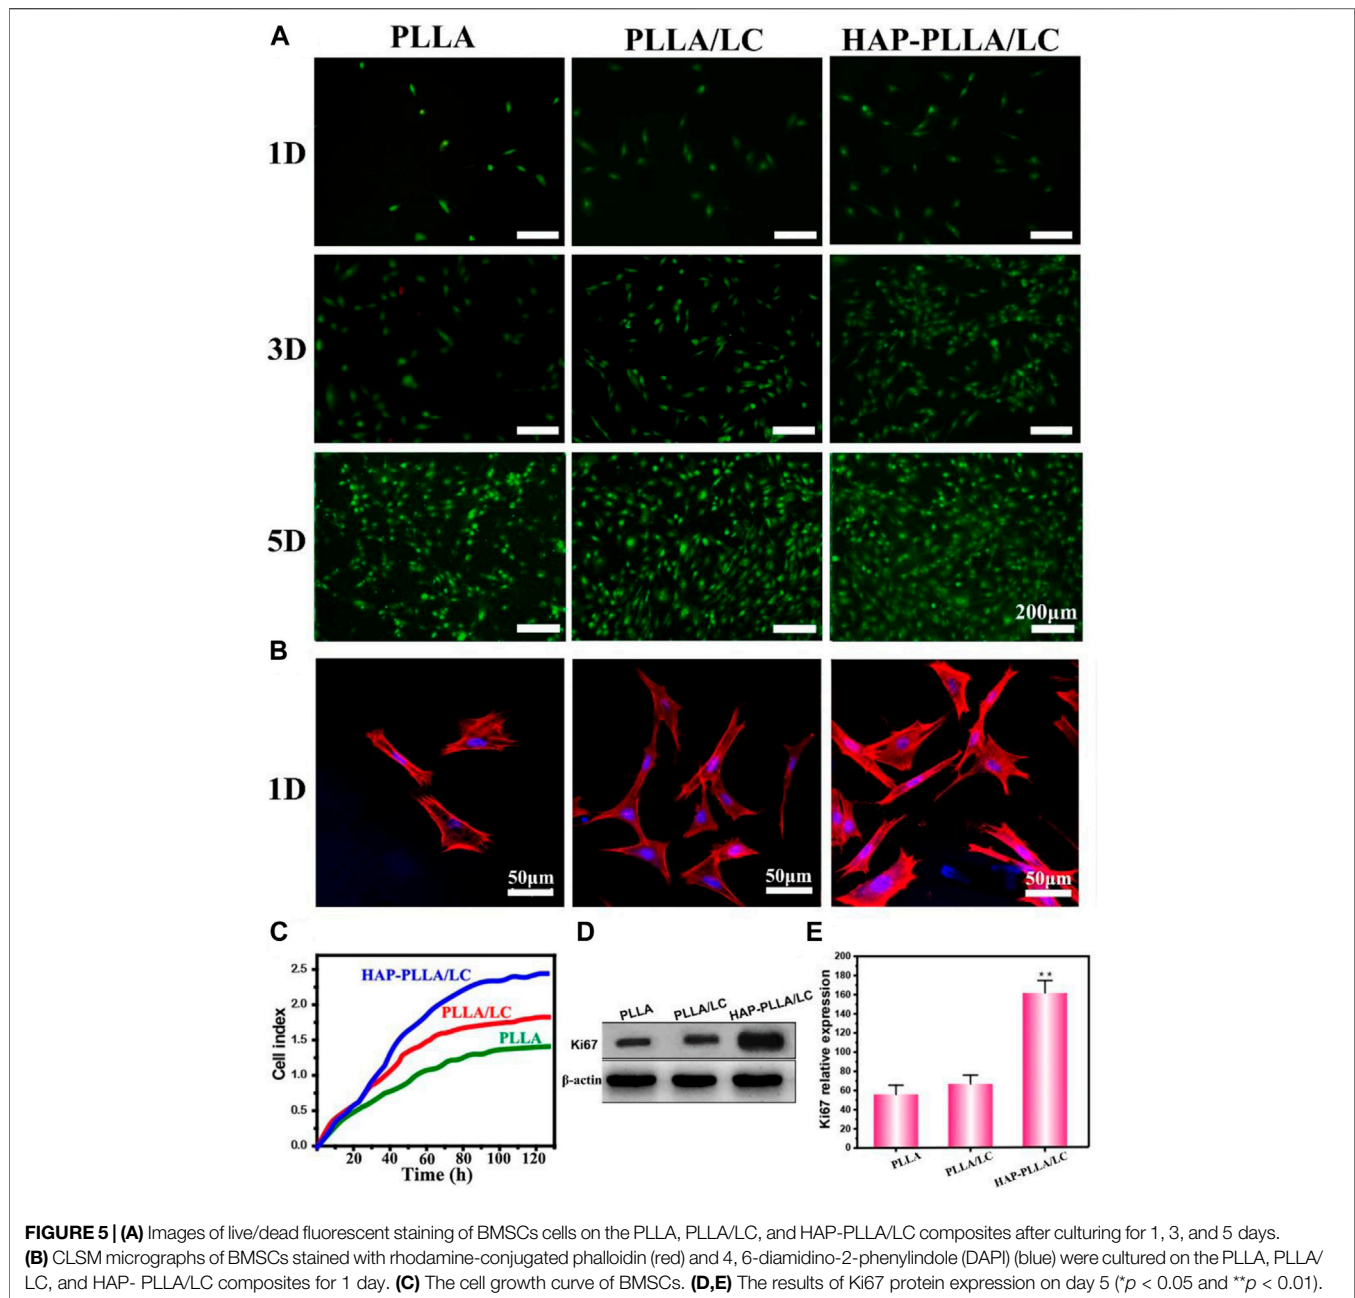 A
PLLA
PLLA/LC
HAP-PLLA/LC
1D
3D
5D
200μm
B
1D
50μm
50μm
50μm
C
Cell index
2.5
2.0
1.5
1.0
0.5
0.0
HAP-PLLA/LC
PLLA/LC
PLLA
20 40 60 80 100 120
Time (h)
D
PLLA
PLLA/LC
HAP-PLLA/LC
Ki67
β-actin
E
Ki67 relative expression
200
180
160
140
120
100
80
60
40
20
0
**
PLLA
PLLA/LC
HAP-PLLA/LC
FIGURE 5 | (A) Images of live/dead fluorescent staining of BMSCs cells on the PLLA, PLLA/LC, and HAP-PLLA/LC composites after culturing for 1, 3, and 5 days.
(B) CLSM micrographs of BMSCs stained with rhodamine-conjugated phalloidin (red) and 4, 6-diamidino-2-phenylindole (DAPI) (blue) were cultured on the PLLA, PLLA/
LC, and HAP- PLLA/LC composites for 1 day. (C) The cell growth curve of BMSCs. (D,E) The results of Ki67 protein expression on day 5 (*p < 0.05 and **p < 0.01).